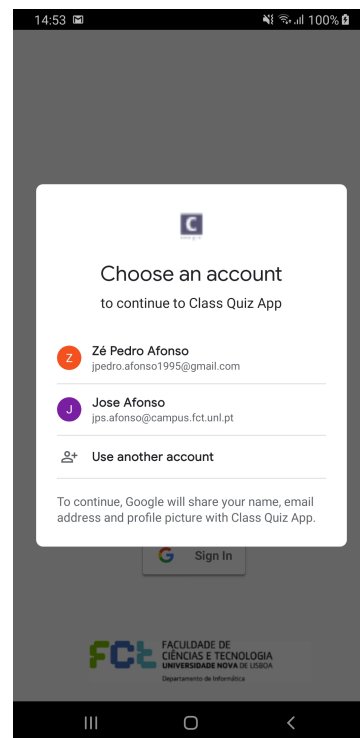 14:53
100%
C
Choose an account
to continue to Class Quiz App
Z
Zé Pedro Afonso
jpedro.afonso1995@gmail.com
J
Jose Afonso
jps.afonso@campus.fct.unl.pt
Use another account
To continue, Google will share your name, email
address and profile picture with Class Quiz App.
G Sign In
FCt
FACULDADE DE
CIÊNCIAS E TECNOLOGIA
UNIVERSIDADE NOVA DE LISBOA
Departamento de Informática